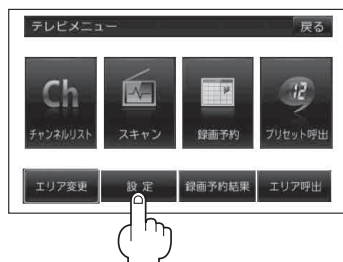 テレビメニュー 戻る
Ch
12
チャンネルリスト スキャン 録画予約 プリセット呼出
エリア変更 設定 録画予約結果 エリア呼出